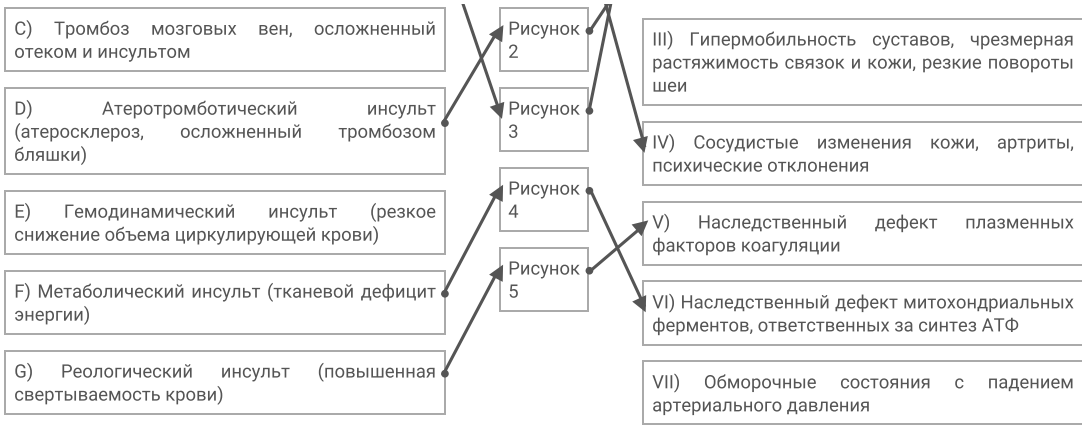 С) Тромбоз мозговых вен, осложненный
отеком и инсультом
D) Атеротромботический инсульт
(атеросклероз, осложненный тромбозом
бляшки)
E) Гемодинамический инсульт (резкое
снижение объема циркулирующей крови)
F) Метаболический инсульт (тканевой дефицит
энергии)
G) Реологический инсульт (повышенная
свертываемость крови)
Рисунок
2
Рисунок
3
Рисунок
4
Рисунок
5
III) Гипермобильность суставов, чрезмерная
растяжимость связок и кожи, резкие повороты
шеи
IV) Сосудистые изменения кожи, артриты,
психические отклонения
V) Наследственный дефект плазменных
факторов коагуляции
VI) Наследственный дефект митохондриальных
ферментов, ответственных за синтез АТФ
VII) Обморочные состояния с падением
артериального давления